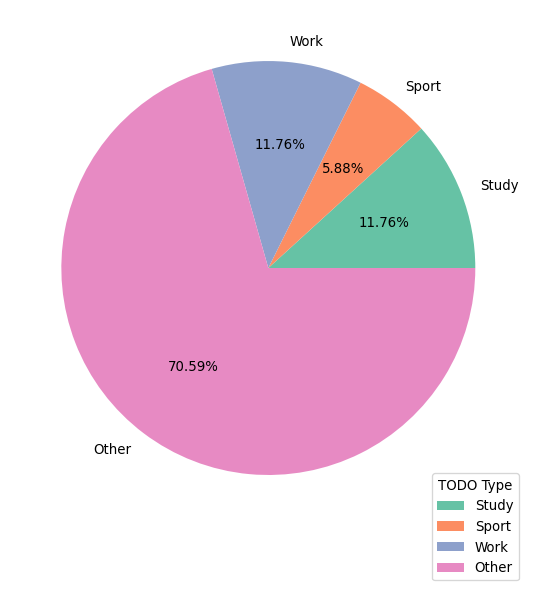 Work
Sport
11.76%
5.88%
Study
11.76%
70.59%
Other
TODO Type
Study
Sport
Work
Other